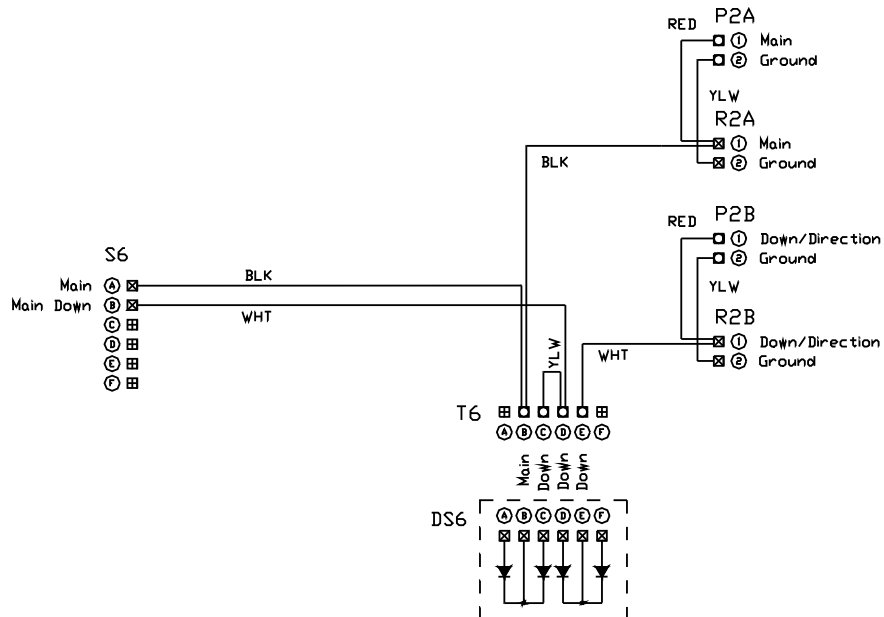 P2A
RED
1 Main
2 Ground
YLW
R2A
1 Main
2 Ground
BLK
P2B
RED
1 Down/Direction
2 Ground
YLW
R2B
1 Down/Direction
2 Ground
WHT
S6
Main A
Main Down B
C
D
E
F
BLK
WHT
YLW
T6
A B C D E F
Main Down Down Down
DS6
A B C D E F